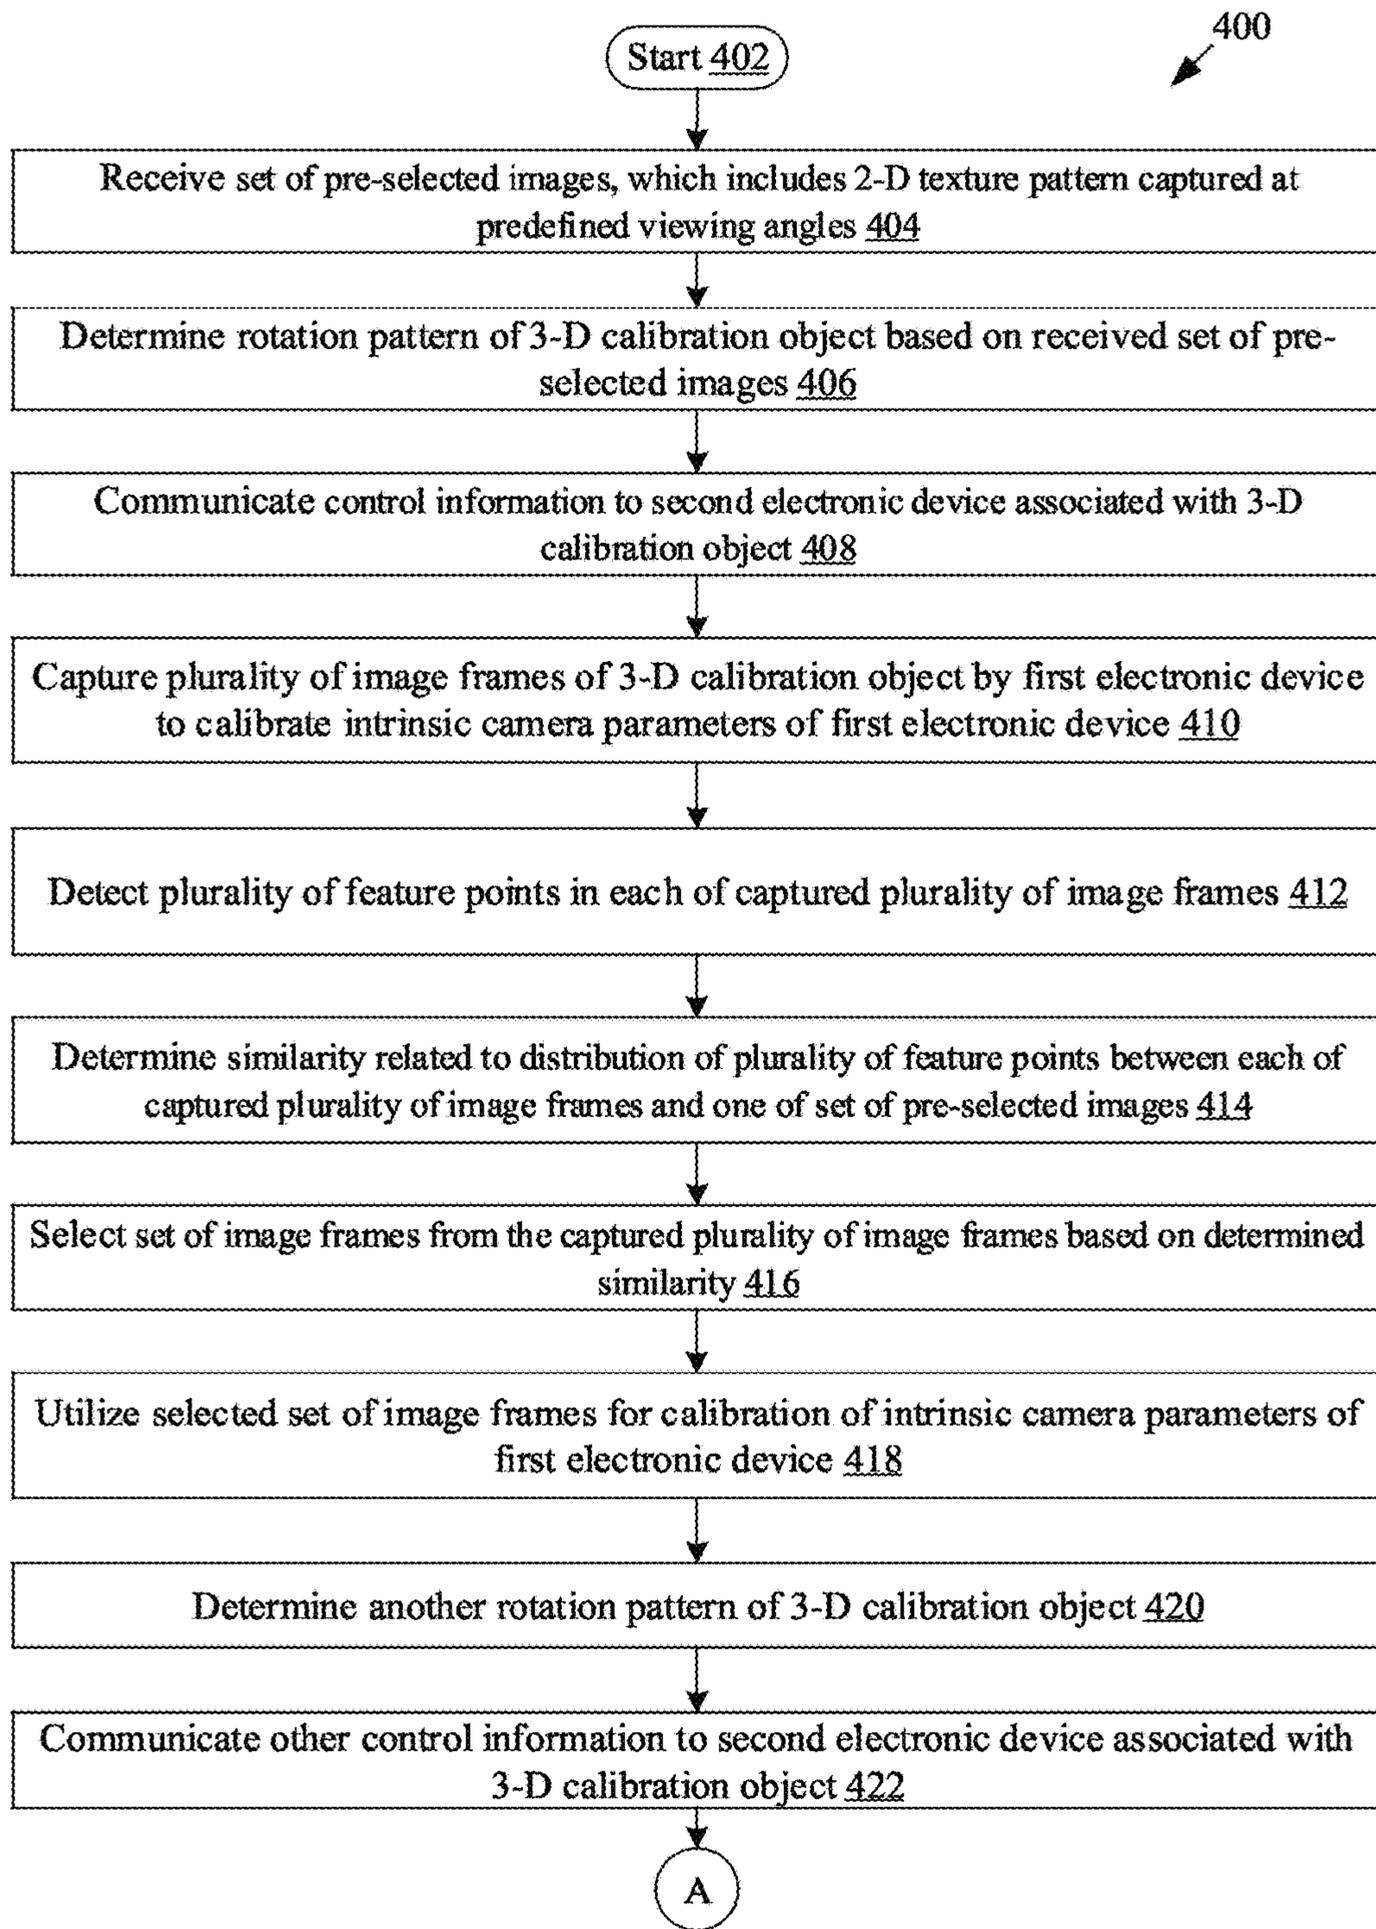 400
Start 402
Receive set of pre-selected images, which includes 2-D texture pattern captured at
predefined viewing angles 404
Determine rotation pattern of 3-D calibration object based on received set of pre-
selected images 406
Communicate control information to second electronic device associated with 3-D
calibration object 408
Capture plurality of image frames of 3-D calibration object by first electronic device
to calibrate intrinsic camera parameters of first electronic device 410
Detect plurality of feature points in each of captured plurality of image frames 412
Determine similarity related to distribution of plurality of feature points between each of
captured plurality of image frames and one of set of pre-selected images 414
Select set of image frames from the captured plurality of image frames based on determined
similarity 416
Utilize selected set of image frames for calibration of intrinsic camera parameters of
first electronic device 418
Determine another rotation pattern of 3-D calibration object 420
Communicate other control information to second electronic device associated with
3-D calibration object 422
A